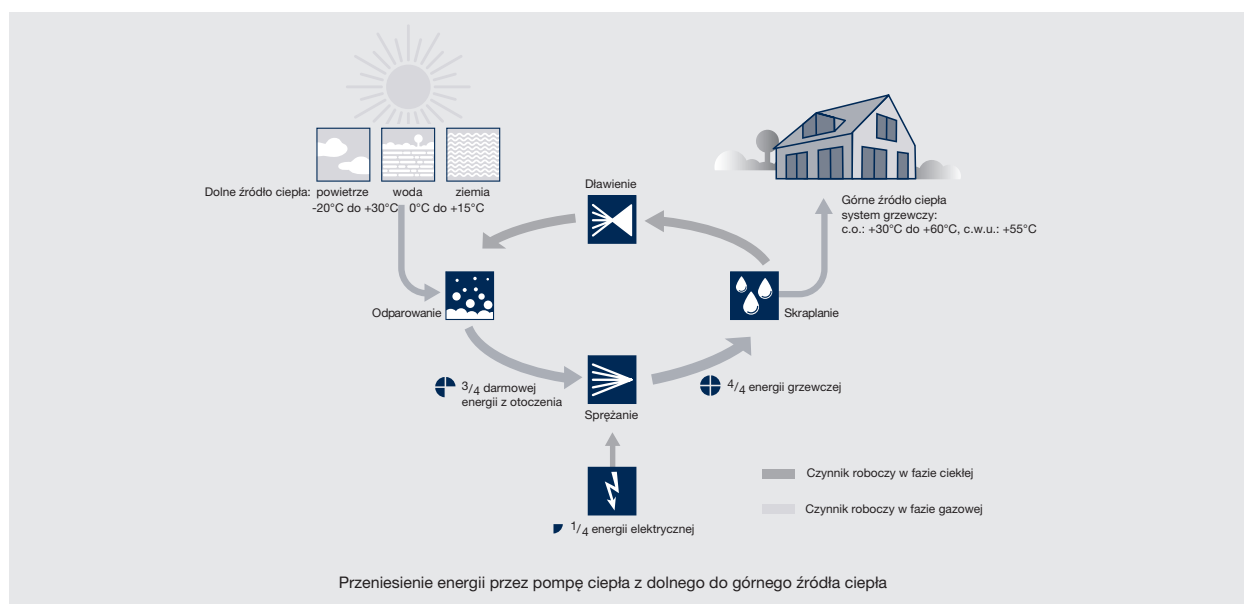 Dolne źródło ciepła: powietrze woda ziemia
-20°C do +30°C 0°C do +15°C
Dławienie
Górne źródło ciepła
system grzewczy:
c.o.: +30°C do +60°C, c.w.u.: +55°C
Odparowanie
Skraplanie
3/4 darmowej
energii z otoczenia
4/4 energii grzewczej
Sprężanie
Czynnik roboczy w fazie ciekłej
Czynnik roboczy w fazie gazowej
1/4 energii elektrycznej
Przeniesienie energii przez pompę ciepła z dolnego do górnego źródła ciepła